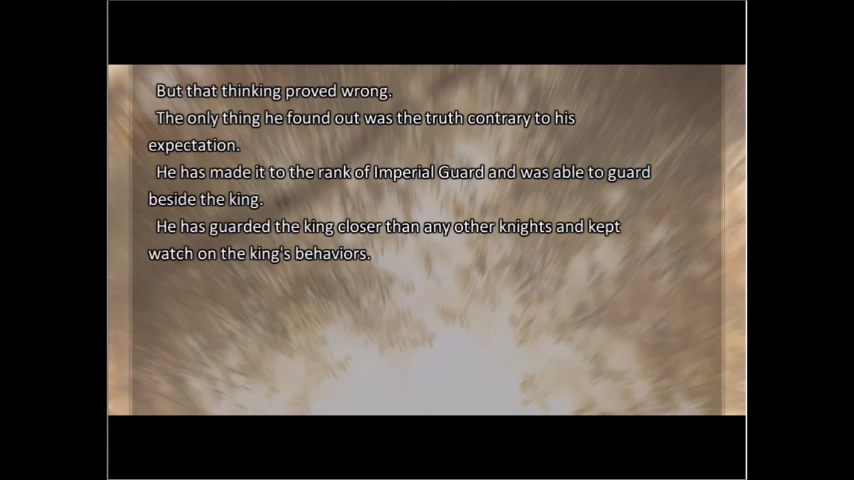 But that thinking proved wrong.
The only thing he found out was the truth contrary to his
expectation.
He has made it to the rank of Imperial Guard and was able to guard
beside the king.
He has guarded the king closer than any other knights and kept
watch on the king's behaviors.